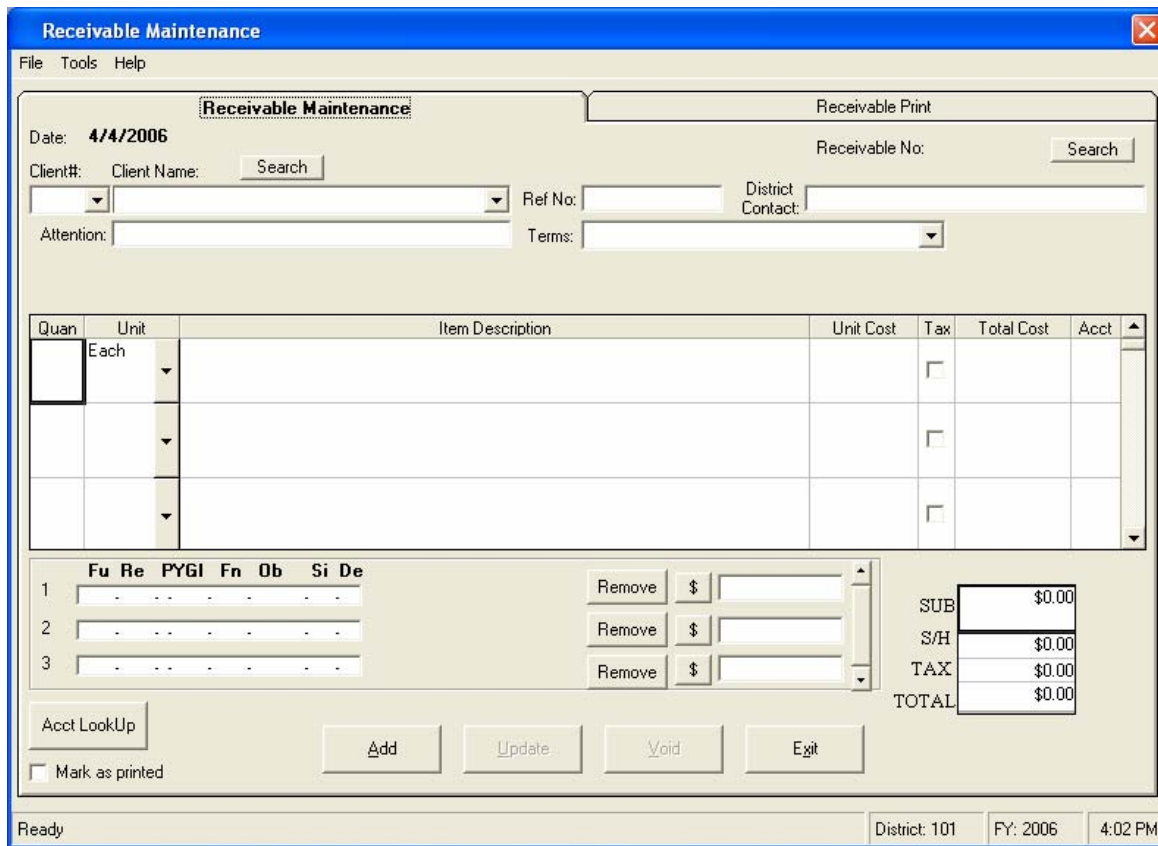 Receivable Maintenance
File Tools Help
Receivable Maintenance Receivable Print
Date: 4/4/2006 Receivable No: Search
Client#: Client Name: Search
Ref No: District Contact:
Attention: Terms:
Quan Unit Item Description Unit Cost Tax Total Cost Acct
Each
Fu Re PYGl Fn Ob Si De
1 - - - - - - - Remove $
2 - - - - - - - Remove $
3 - - - - - - - Remove $
SUB $0.00
S/H $0.00
TAX $0.00
TOTAL $0.00
Acct LookUp
Add Update Void Exit
Mark as printed
Ready District: 101 FY: 2006 4:02 PM